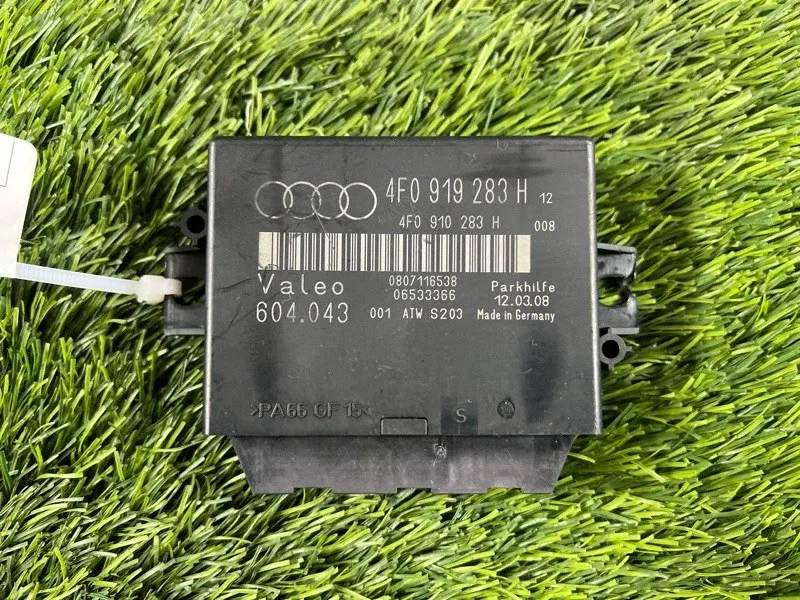 4F0 919 283 H 12
4F0 910 283 H 008
Valeo 0807116538 Parkhilfe
06533366 12.03.08
604.043 001 ATW S203 Made in Germany
>PA66 GF 15<
S